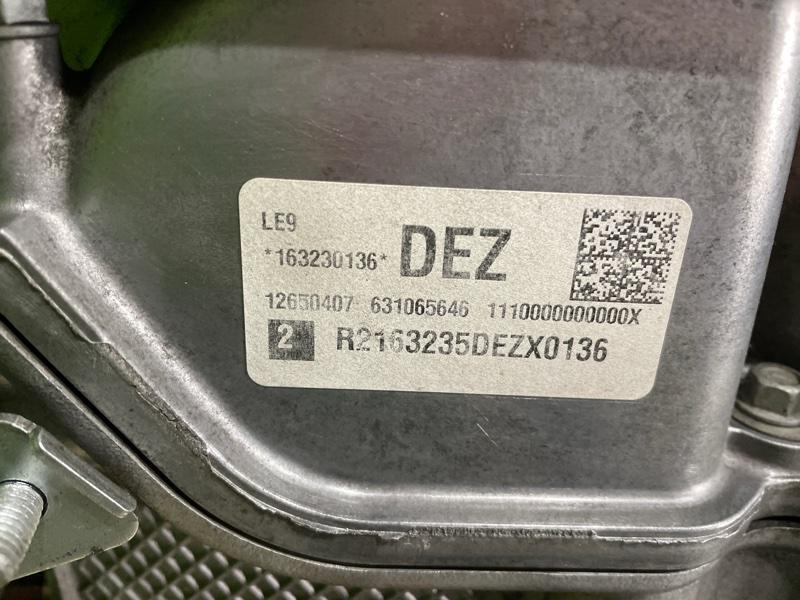 LE9
*163230136* DEZ
12650407 631065646 1110000000000X
2 R2163235DEZX0136